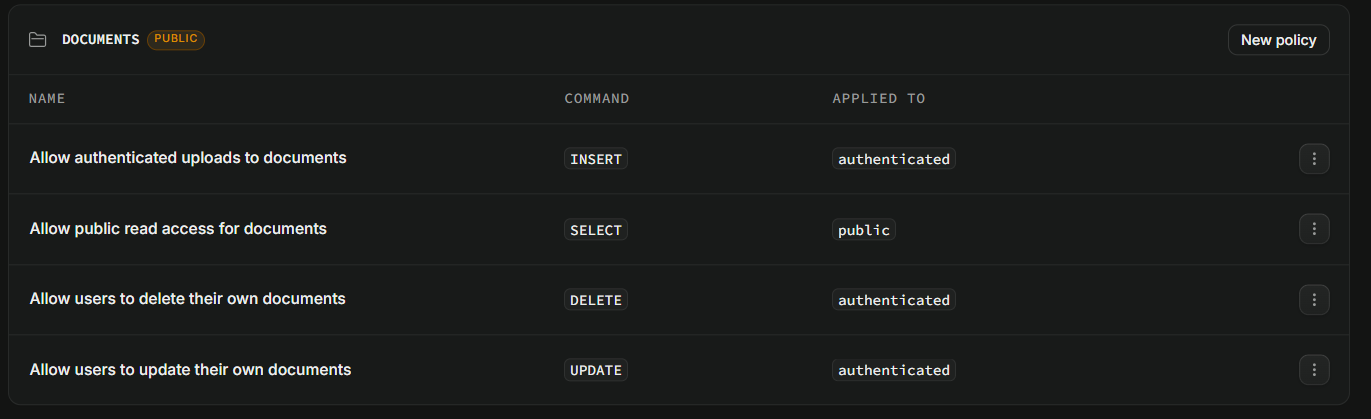 DOCUMENTS PUBLIC New policy
NAME COMMAND APPLIED TO
Allow authenticated uploads to documents INSERT authenticated
Allow public read access for documents SELECT public
Allow users to delete their own documents DELETE authenticated
Allow users to update their own documents UPDATE authenticated